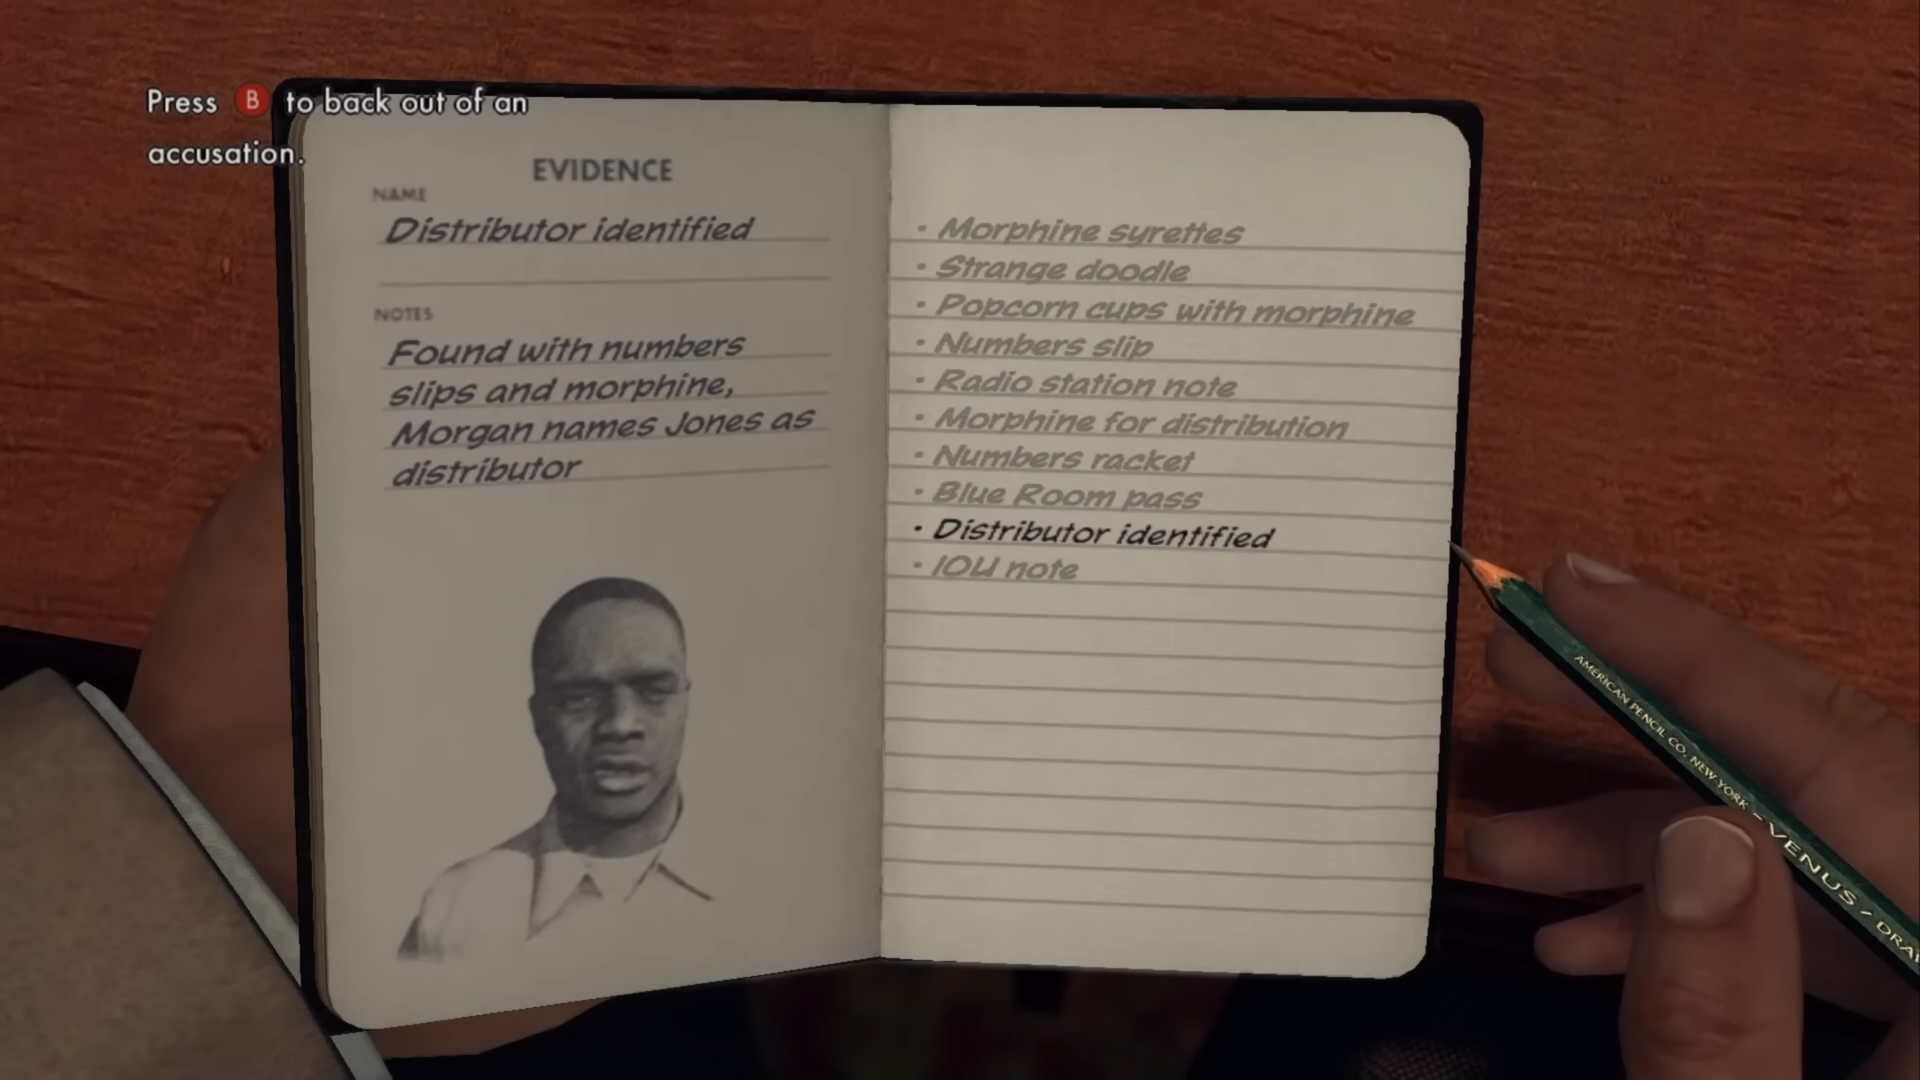 Press B to back out of an
accusation.
EVIDENCE
NAME
Distributor identified
NOTES
Found with numbers
slips and morphine,
Morgan names Jones as
distributor
• Morphine syrettes
• Strange doodle
• Popcorn cups with morphine
• Numbers slip
• Radio station note
• Morphine for distribution
• Numbers racket
• Blue Room pass
• Distributor identified
• IOU note
AMERICAN PENCIL CO. NEW YORK - VENUS / DRA